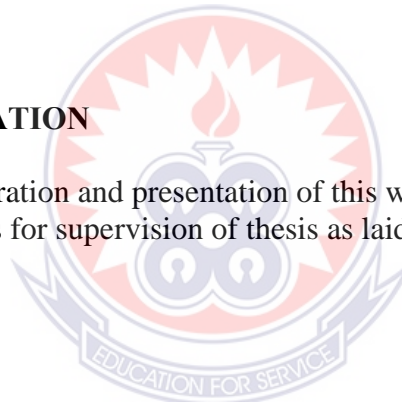 ATION
ration and presentation of this w
s for supervision of thesis as laid
EDUCATION FOR SERVICE